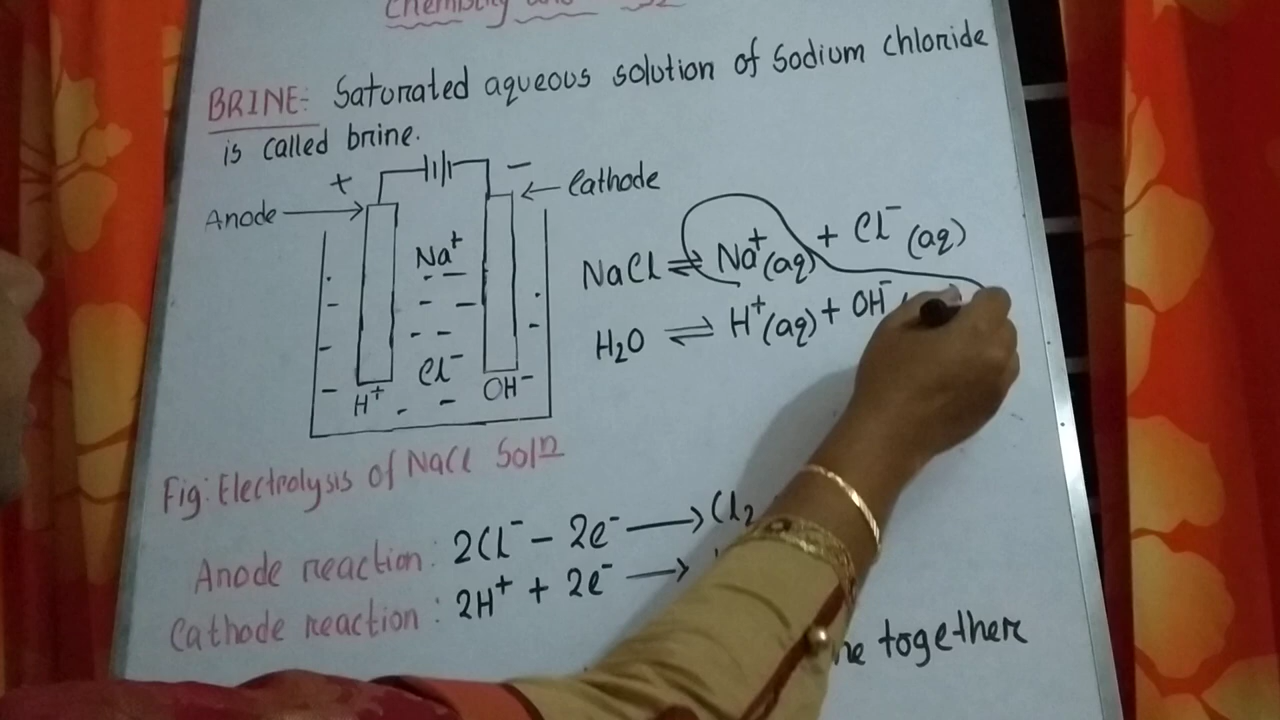 Chemistry
BRINE: Saturated aqueous solution of Sodium chloride
is called brine.
+ −
Anode Cathode
Na⁺
Cl⁻
H⁺ OH⁻
NaCl ⇌ Na⁺(aq) + Cl⁻(aq)
H₂O ⇌ H⁺(aq) + OH⁻
Fig: Electrolysis of NaCl Solⁿ
Anode reaction: 2Cl⁻ − 2e⁻ ⟶ Cl₂
Cathode reaction: 2H⁺ + 2e⁻ ⟶
together